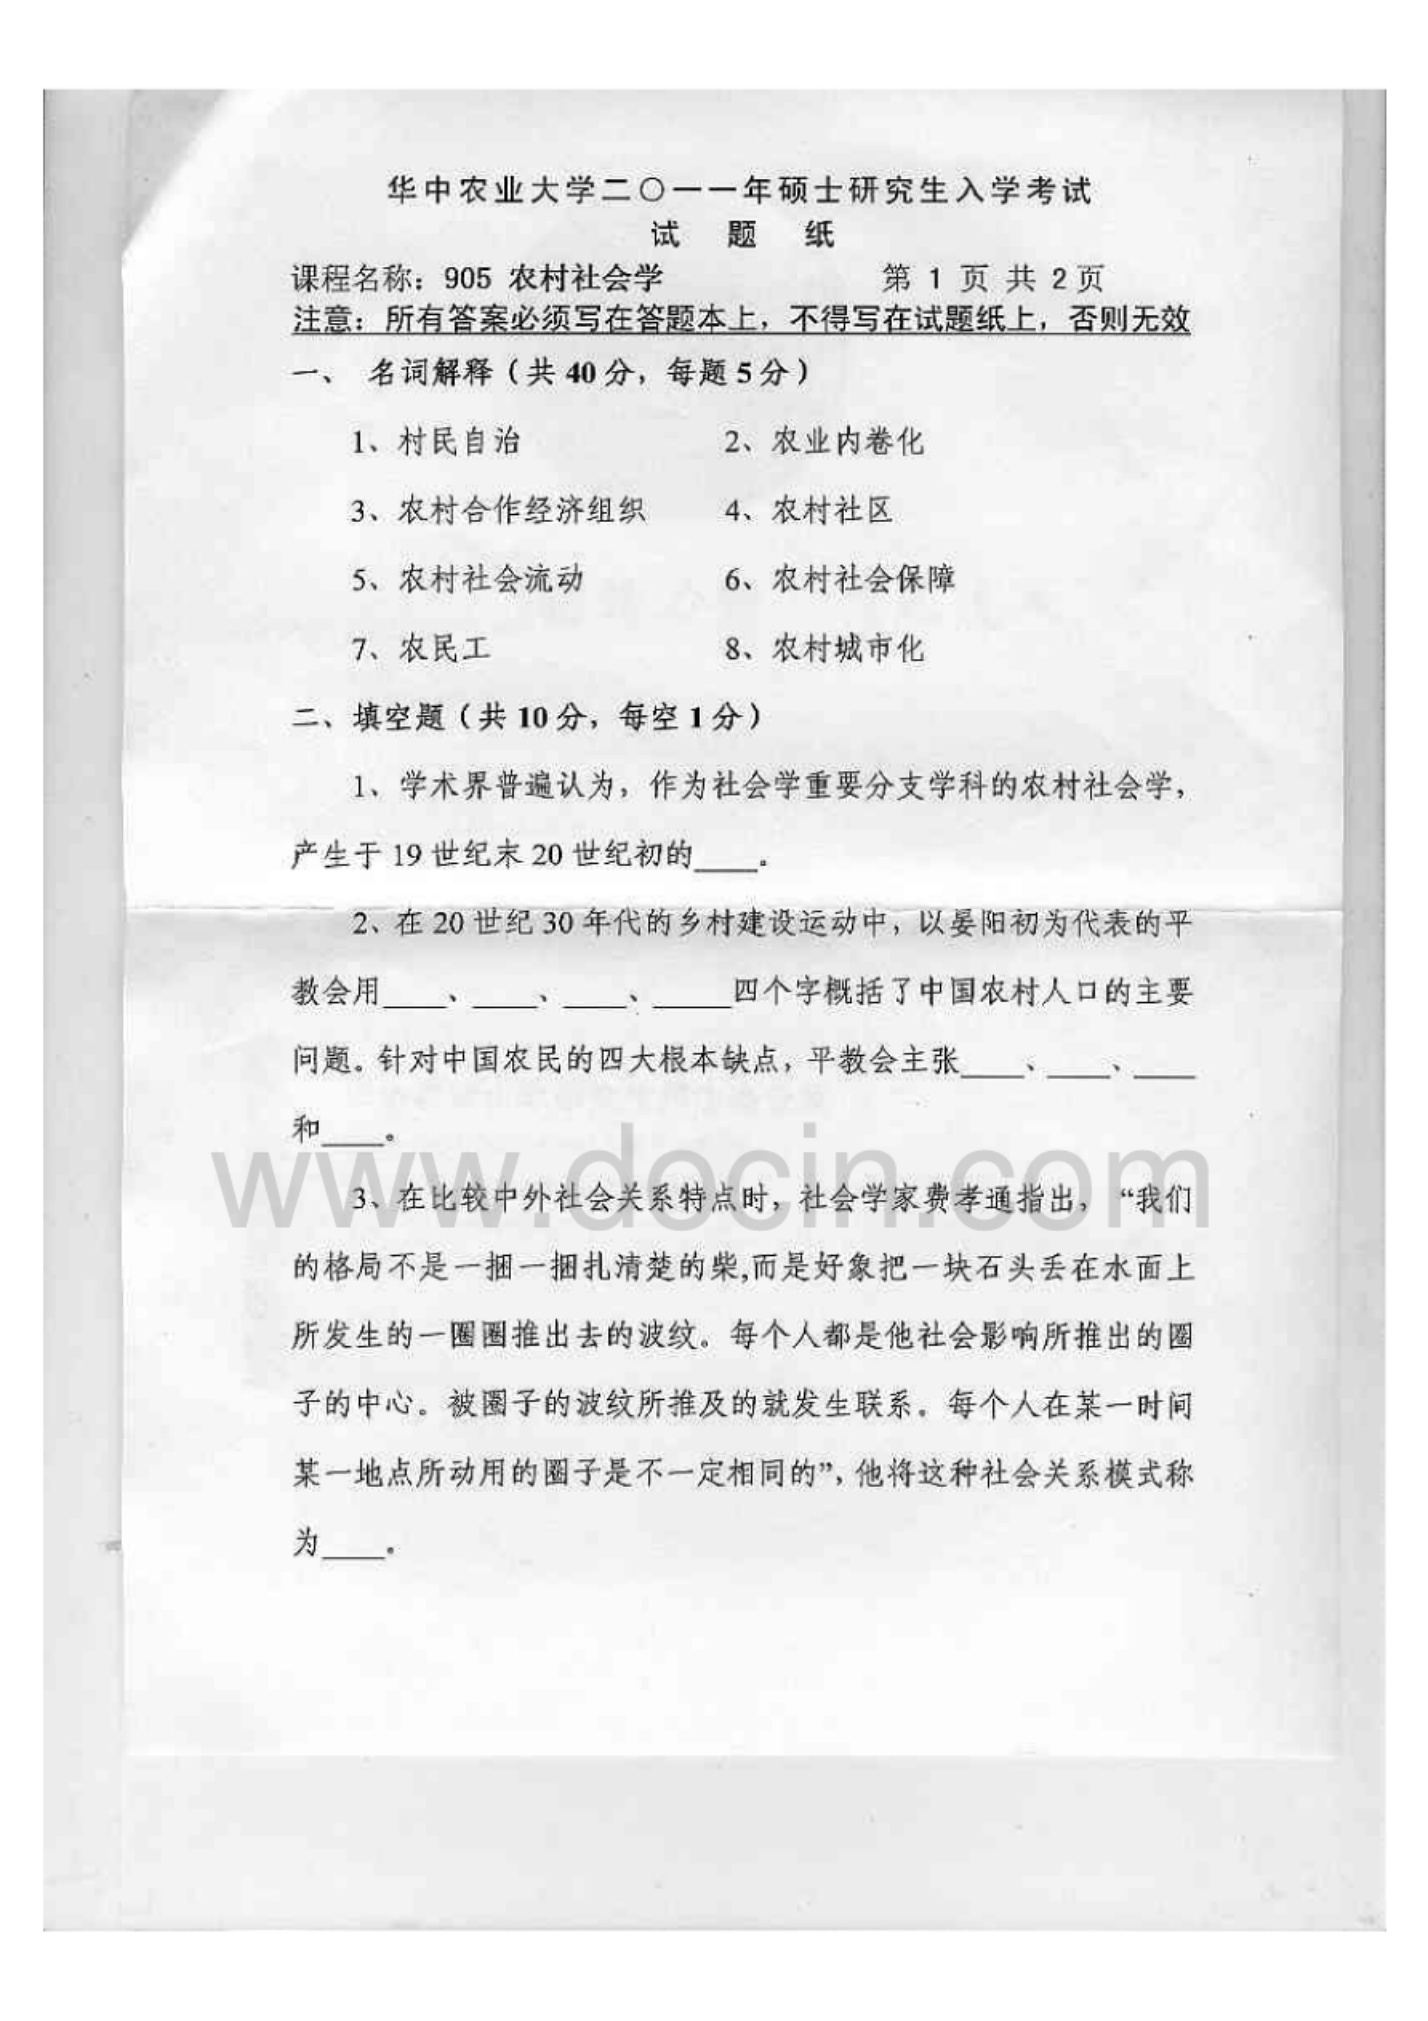 华中农业大学二〇一一年硕士研究生入学考试
试 题 纸
课程名称：905 农村社会学 第 1 页 共 2 页
注意：所有答案必须写在答题本上，不得写在试题纸上，否则无效
一、 名词解释（共 40 分，每题 5 分）
1、村民自治 2、农业内卷化
3、农村合作经济组织 4、农村社区
5、农村社会流动 6、农村社会保障
7、农民工 8、农村城市化
二、填空题（共 10 分，每空 1 分）
1、学术界普遍认为，作为社会学重要分支学科的农村社会学，
产生于 19 世纪末 20 世纪初的____。
2、在 20 世纪 30 年代的乡村建设运动中，以晏阳初为代表的平
教会用____、____、____、_____四个字概括了中国农村人口的主要
问题。针对中国农民的四大根本缺点，平教会主张____、____、____
和____。
www.docin.com
3、在比较中外社会关系特点时，社会学家费孝通指出，“我们
的格局不是一捆一捆扎清楚的柴,而是好象把一块石头丢在水面上
所发生的一圈圈推出去的波纹。每个人都是他社会影响所推出的圈
子的中心。被圈子的波纹所推及的就发生联系。每个人在某一时间
某一地点所动用的圈子是不一定相同的”，他将这种社会关系模式称
为____。